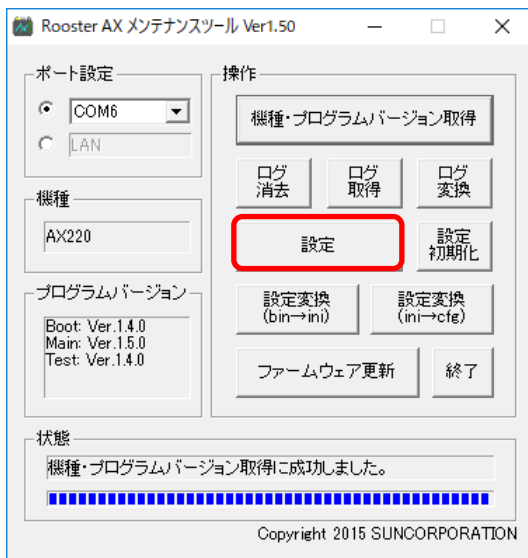 Rooster AX メンテナンスツール Ver1.50
ポート設定
COM6
LAN
機種
AX220
プログラムバージョン
Boot: Ver.1.4.0
Main: Ver.1.5.0
Test: Ver.1.4.0
操作
機種・プログラムバージョン取得
ログ
消去
ログ
取得
ログ
変換
設定
設定
初期化
設定変換
(bin→ini)
設定変換
(ini→cfg)
ファームウェア更新
終了
状態
機種・プログラムバージョン取得に成功しました。
Copyright 2015 SUNCORPORATION